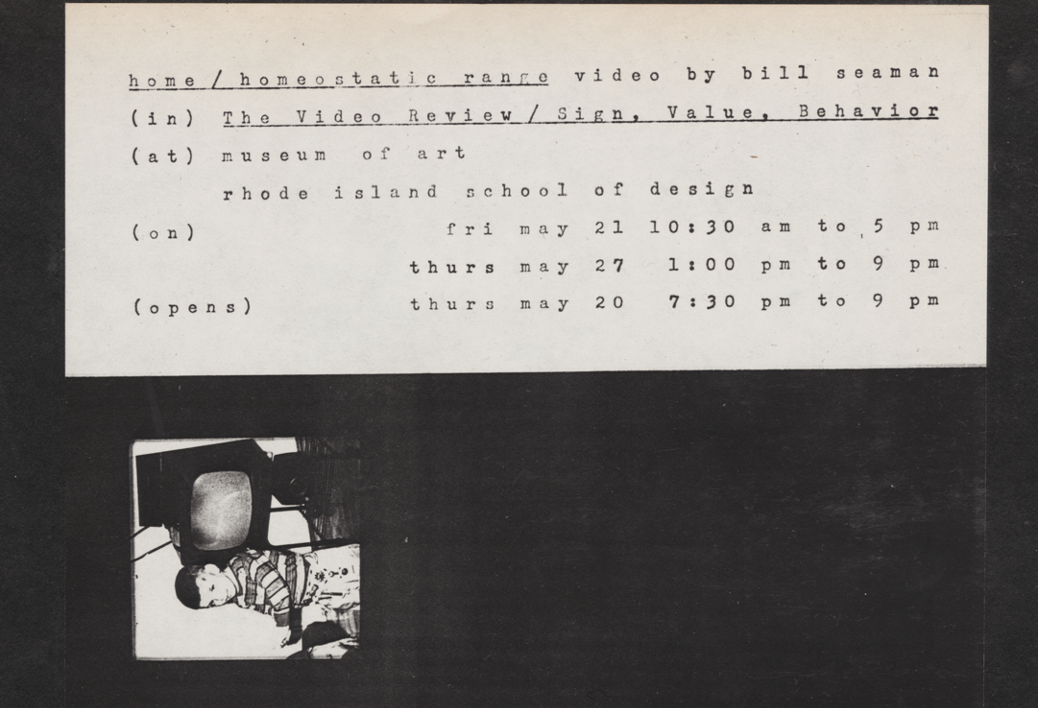 home / homeostatic range video by bill seaman
(in) The Video Review / Sign, Value, Behavior
(at) museum of art
rhode island school of design
(on) fri may 21 10:30 am to 5 pm
thurs may 27 1:00 pm to 9 pm
(opens) thurs may 20 7:30 pm to 9 pm